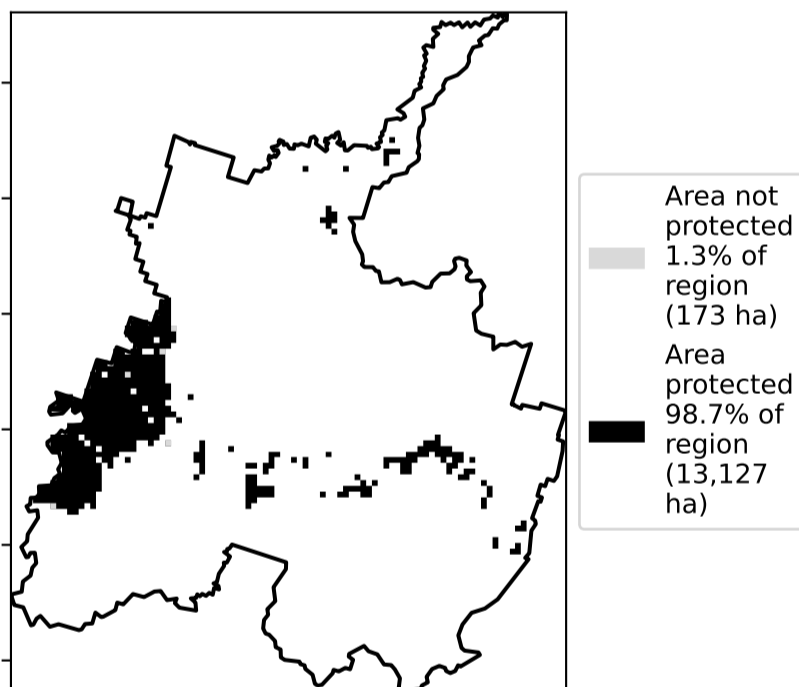 Area not
protected
1.3% of
region
(173 ha)
Area
protected
98.7% of
region
(13,127
ha)